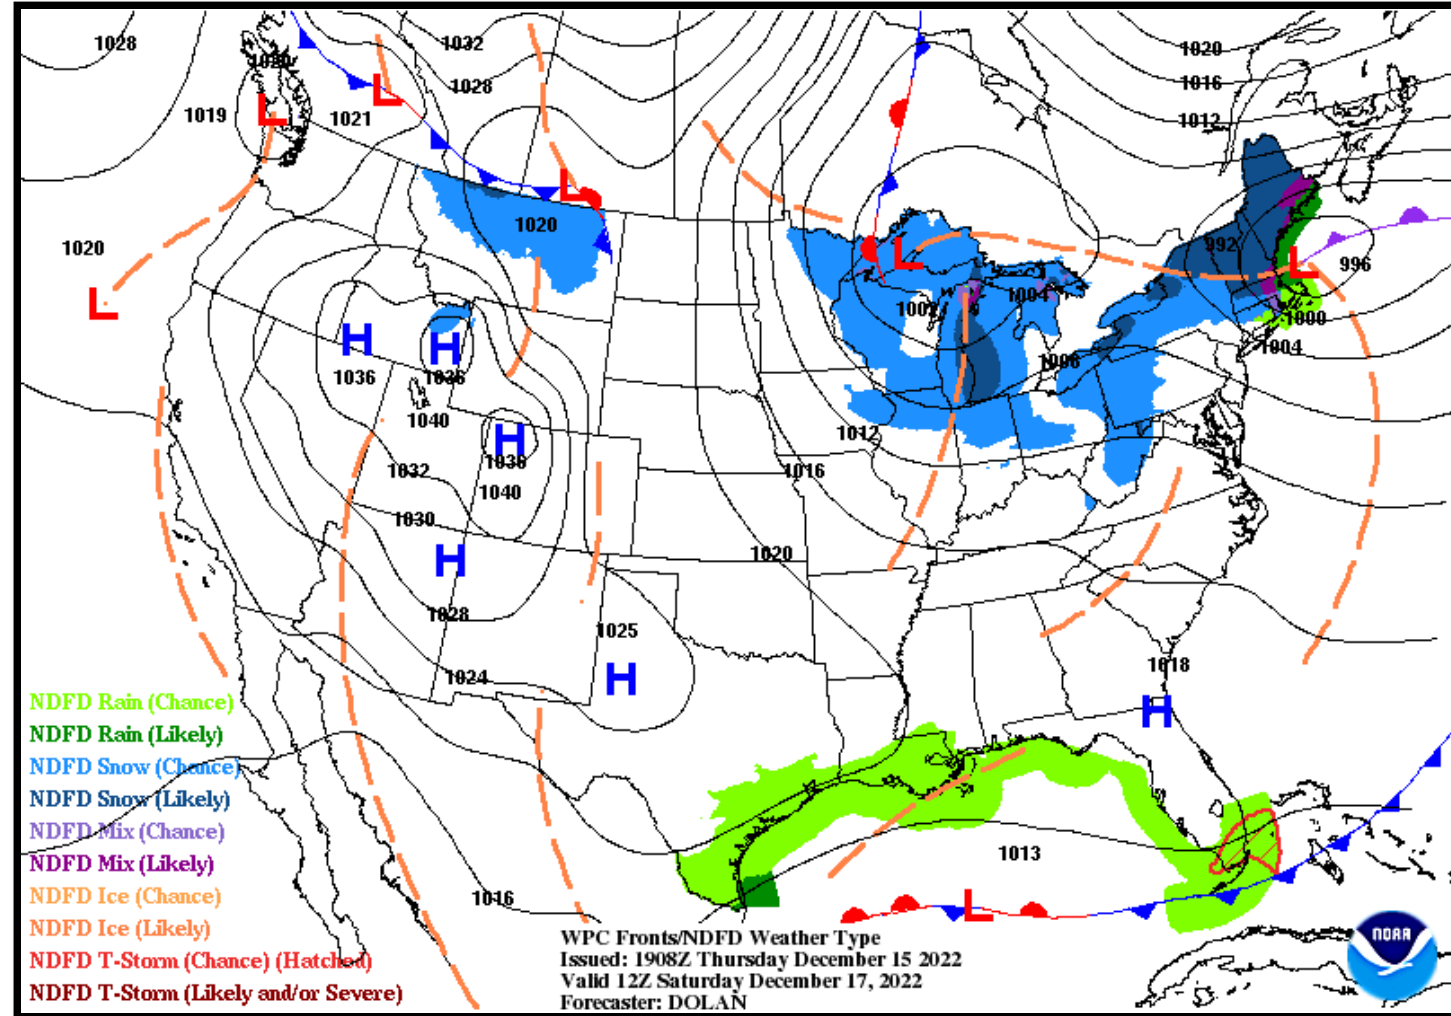 1028
1032
1020
1020
1016
1028
1019
1021
1012
L
L
L
1020
1020
992
996
L
L
L
1002
1004
1000
1004
H
H
1036
1036
1008
1040
H
1038
1012
1032
1016
1040
1030
H
1020
1028
1025
1024
H
1018
H
NDFD Rain (Chance)
NDFD Rain (Likely)
NDFD Snow (Chance)
NDFD Snow (Likely)
NDFD Mix (Chance)
NDFD Mix (Likely)
NDFD Ice (Chance)
NDFD Ice (Likely)
NDFD T-Storm (Chance) (Hatched)
NDFD T-Storm (Likely and/or Severe)
1013
1016
L
WPC Fronts/NDFD Weather Type
Issued: 1908Z Thursday December 15 2022
Valid 12Z Saturday December 17, 2022
Forecaster: DOLAN
NOAA